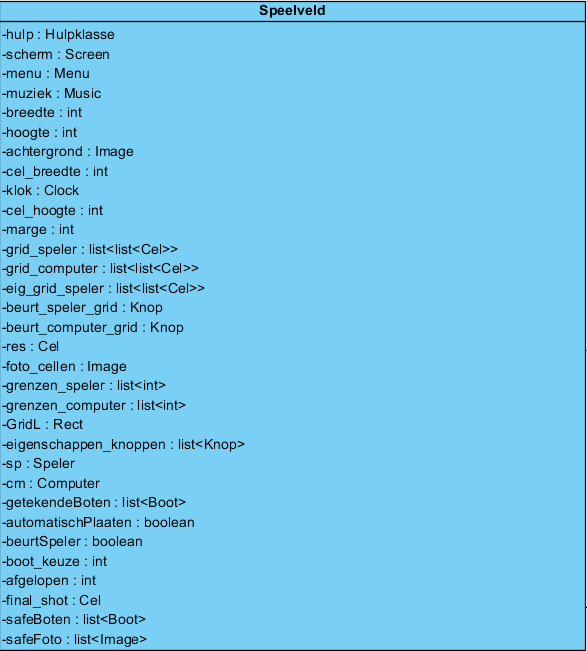 Speelveld
-hulp : Hulpklasse
-scherm : Screen
-menu : Menu
-muziek : Music
-breedte : int
-hoogte : int
-achtergrond : Image
-cel_breedte : int
-klok : Clock
-cel_hoogte : int
-marge : int
-grid_speler : list<list<Cel>>
-grid_computer : list<list<Cel>>
-eig_grid_speler : list<list<Cel>>
-beurt_speler_grid : Knop
-beurt_computer_grid : Knop
-res : Cel
-foto_cellen : Image
-grenzen_speler : list<int>
-grenzen_computer : list<int>
-GridL : Rect
-eigenschappen_knoppen : list<Knop>
-sp : Speler
-cm : Computer
-getekendeBoten : list<Boot>
-automatischPlaaten : boolean
-beurtSpeler : boolean
-boot_keuze : int
-afgelopen : int
-final_shot : Cel
-safeBoten : list<Boot>
-safeFoto : list<Image>